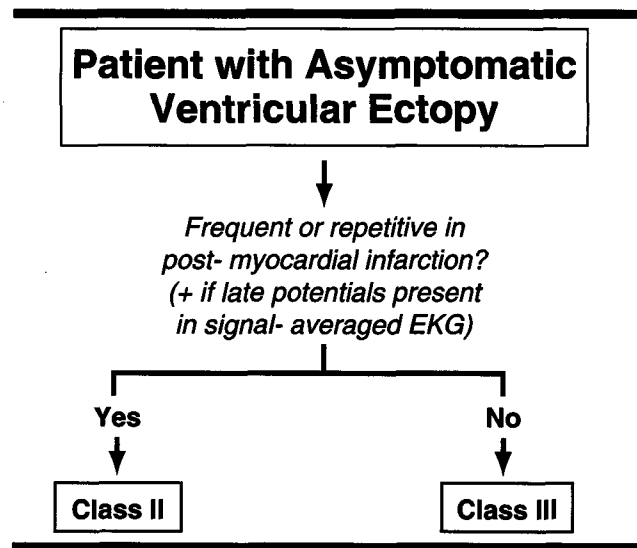 Patient with Asymptomatic
Ventricular Ectopy
Frequent or repetitive in
post- myocardial infarction?
(+ if late potentials present
in signal- averaged EKG)
Yes
No
Class II
Class III